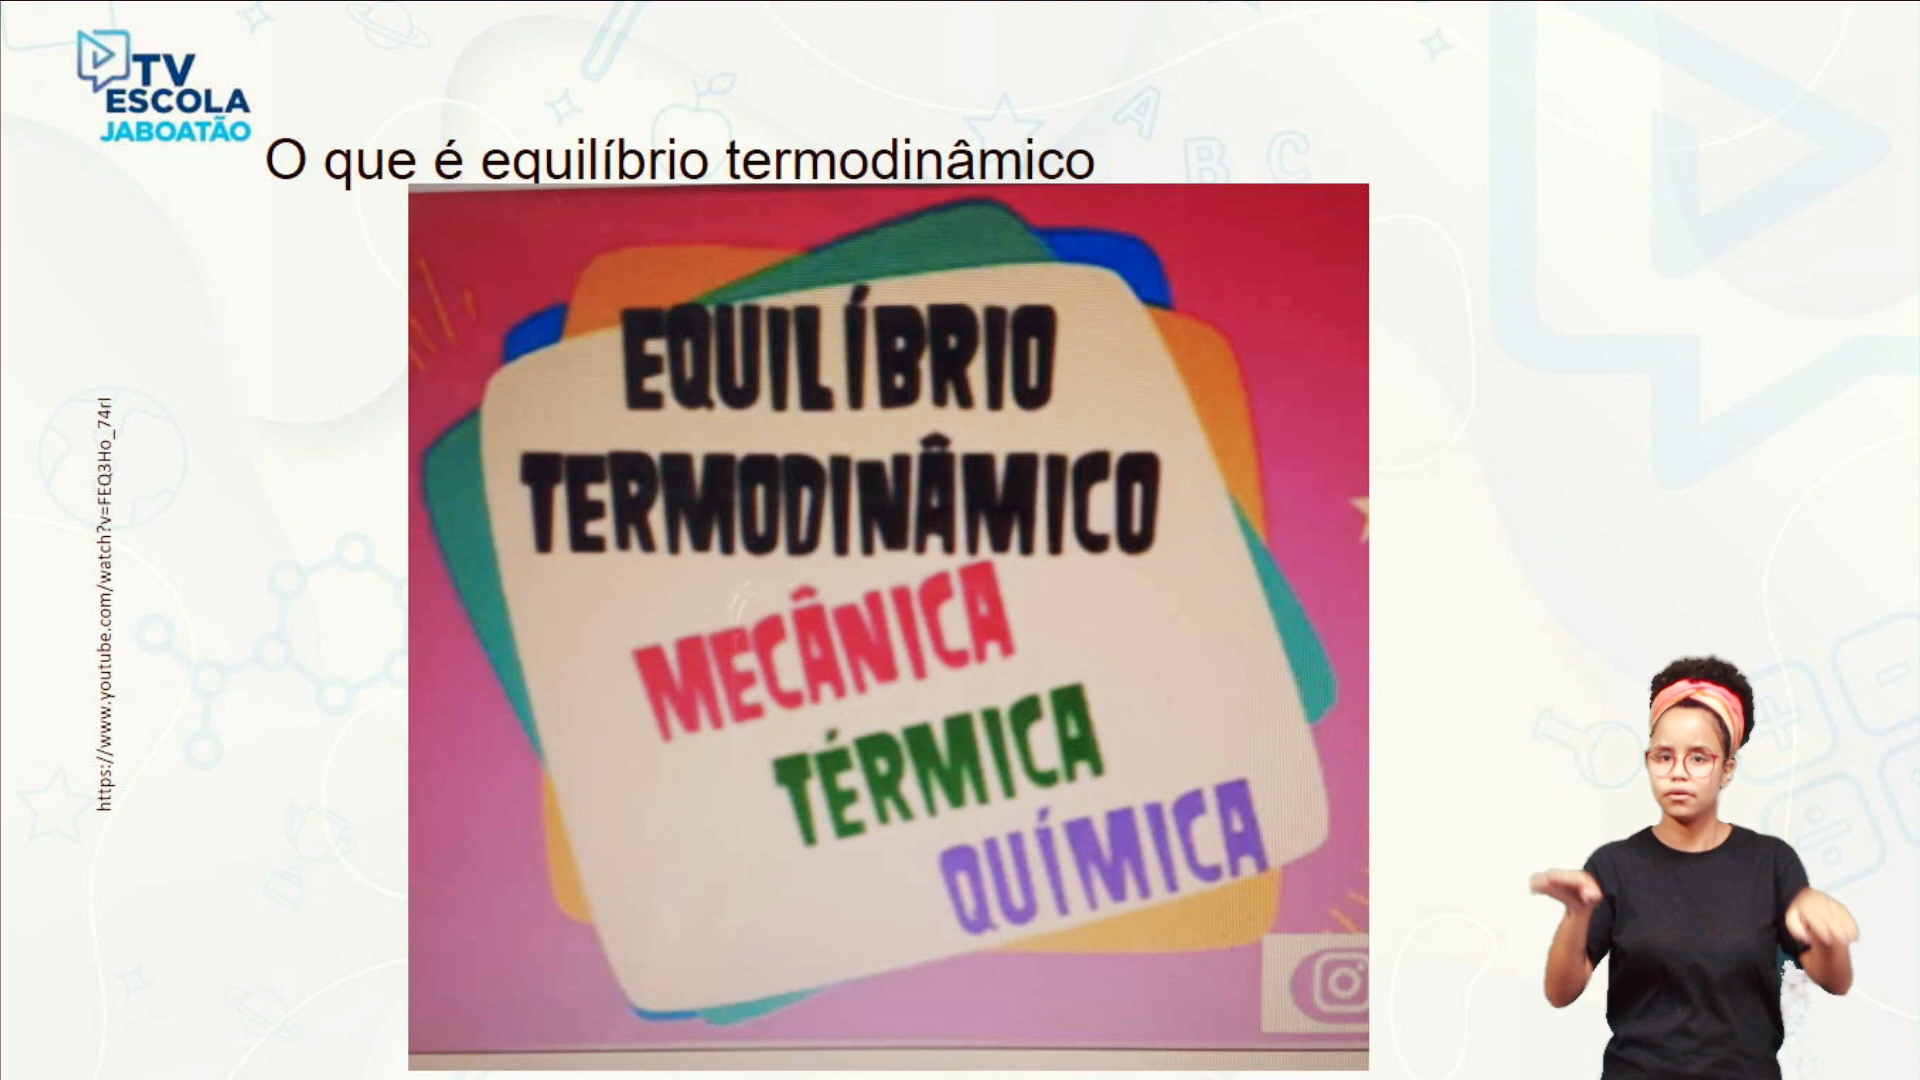 TV
ESCOLA
JABOATÃO
O que é equilíbrio termodinâmico
EQUILÍBRIO
TERMODINÂMICO
MECÂNICA
TÉRMICA
QUÍMICA
https://www.youtube.com/watch?v=FEQ3Ho_74rI
A
B C